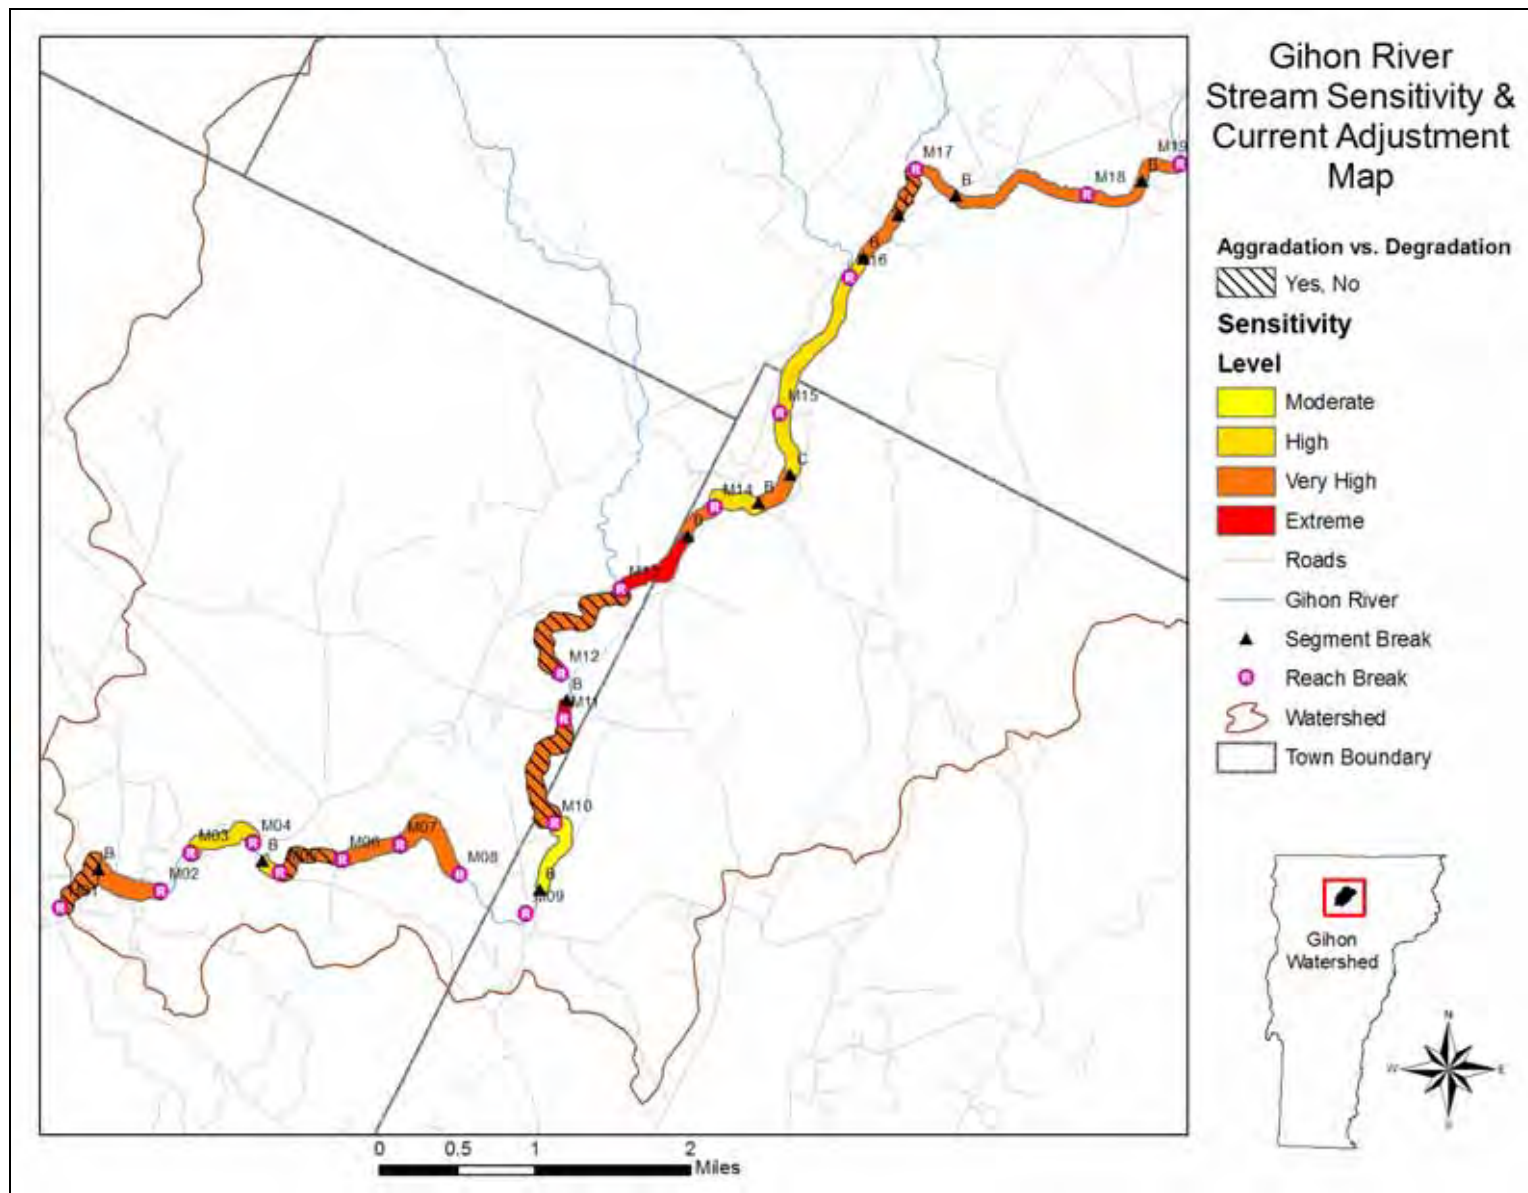 Gihon River
Stream Sensitivity &
Current Adjustment
Map
Aggradation vs. Degradation
Yes, No
Sensitivity
Level
Moderate
High
Very High
Extreme
Roads
Gihon River
Segment Break
Reach Break
Watershed
Town Boundary
Gihon
Watershed
N
W
E
S
M19
B
M17
M18
B
B
M16
M15
C
M14
B
M13
M12
B
M11
M10
M03
M04
M07
M06
B
B
M08
M02
B
M09
0
0.5
1
2
Miles